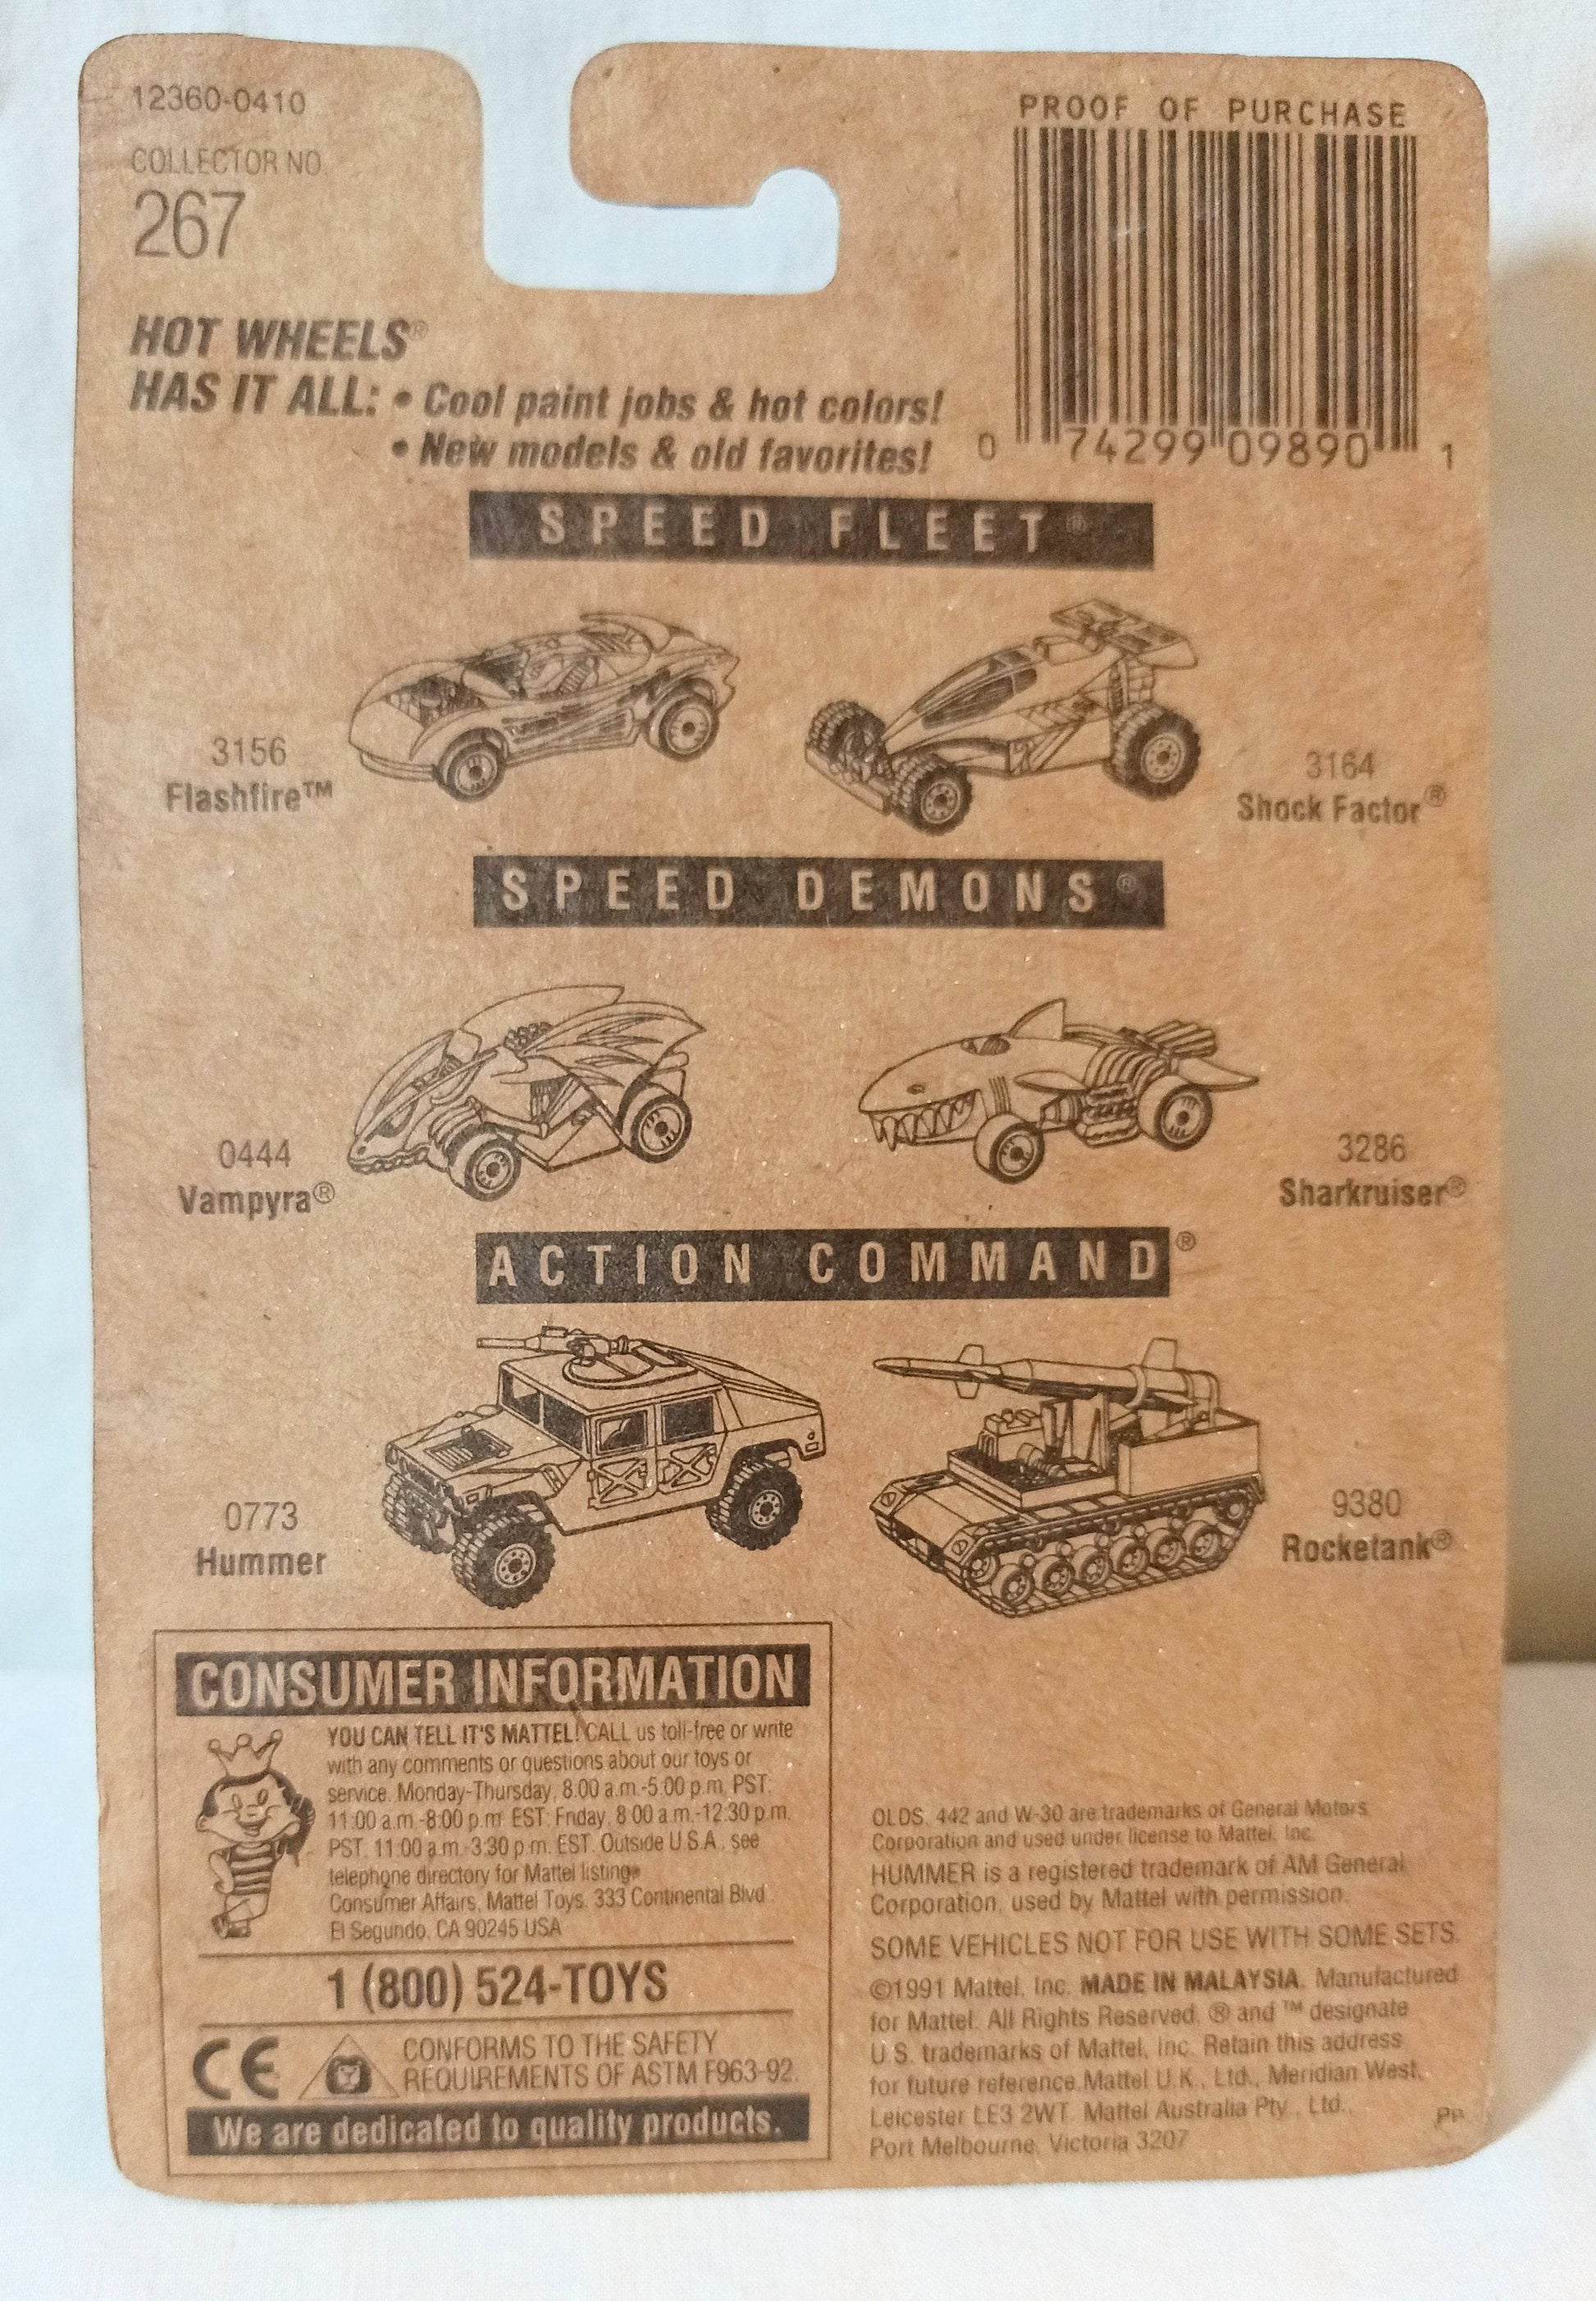 12360-0410
COLLECTOR NO.
267
PROOF OF PURCHASE
0 74299 09890 1
HOT WHEELS®
HAS IT ALL: • Cool paint jobs & hot colors!
• New models & old favorites!
SPEED FLEET®
3156
Flashfire™
3164
Shock Factor®
SPEED DEMONS®
0444
Vampyra®
3286
Sharkruiser®
ACTION COMMAND®
0773
Hummer
9380
Rocketank®
CONSUMER INFORMATION
YOU CAN TELL IT'S MATTEL! CALL us toll-free or write
with any comments or questions about our toys or
service. Monday-Thursday, 8:00 a.m.-5:00 p.m. PST.
11:00 a.m.-8:00 p.m. EST. Friday, 8:00 a.m.-12:30 p.m.
PST, 11:00 a.m.-3:30 p.m. EST. Outside U.S.A., see
telephone directory for Mattel listing.
Consumer Affairs, Mattel Toys, 333 Continental Blvd.
El Segundo, CA 90245 USA
1 (800) 524-TOYS
CE
CONFORMS TO THE SAFETY
REQUIREMENTS OF ASTM F963-92.
We are dedicated to quality products.
OLDS, 442 and W-30 are trademarks of General Motors
Corporation and used under license to Mattel, Inc.
HUMMER is a registered trademark of AM General
Corporation, used by Mattel with permission.
SOME VEHICLES NOT FOR USE WITH SOME SETS.
©1991 Mattel, Inc. MADE IN MALAYSIA. Manufactured
for Mattel. All Rights Reserved. ® and ™ designate
U.S. trademarks of Mattel, Inc. Retain this address
for future reference. Mattel U.K., Ltd., Meridian West,
Leicester LE3 2WT. Mattel Australia Pty., Ltd.,
Port Melbourne, Victoria 3207
PP